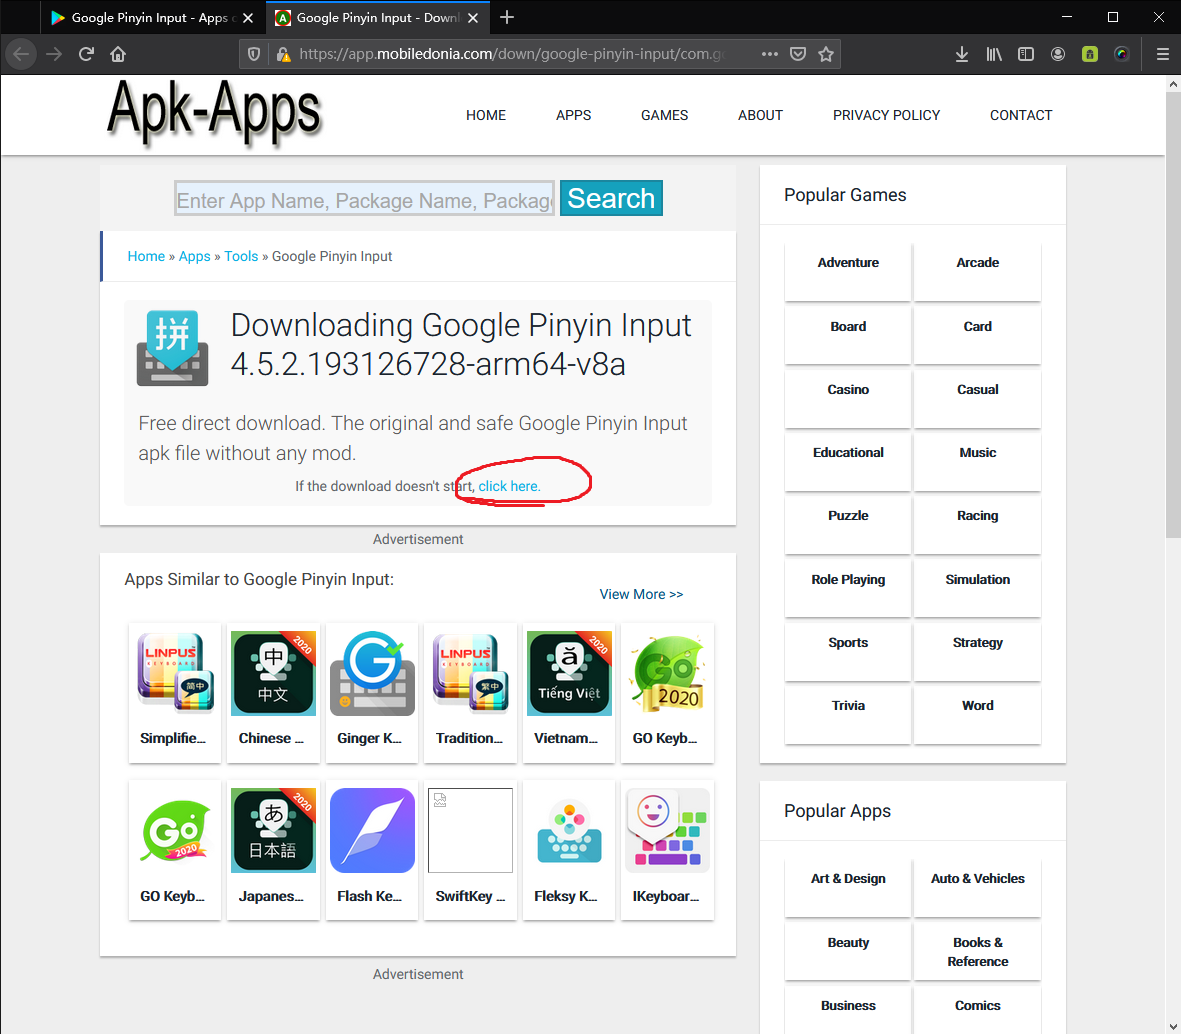 Google Pinyin Input - Apps
Google Pinyin Input - Downl
https://app.mobiledonia.com/down/google-pinyin-input/com.g
Apk-Apps
HOME
APPS
GAMES
ABOUT
PRIVACY POLICY
CONTACT
Enter App Name, Package Name, Packag
Search
Home » Apps » Tools » Google Pinyin Input
拼
Downloading Google Pinyin Input
4.5.2.193126728-arm64-v8a
Free direct download. The original and safe Google Pinyin Input
apk file without any mod.
If the download doesn't start, click here.
Advertisement
Apps Similar to Google Pinyin Input:
View More >>
LINPUS
KEYBOARD
简中
Simplifie...
2020
中
中文
Chinese ...
G
Ginger K...
LINPUS
KEYBOARD
繁中
Tradition...
2020
ă
Tiếng Việt
Vietnam...
GO
2020
GO Keyb...
Go
2020
GO Keyb...
2020
あ
日本語
Japanes...
Flash Ke...
SwiftKey ...
Fleksy K...
IKeyboar...
Advertisement
Popular Games
Adventure
Arcade
Board
Card
Casino
Casual
Educational
Music
Puzzle
Racing
Role Playing
Simulation
Sports
Strategy
Trivia
Word
Popular Apps
Art & Design
Auto & Vehicles
Beauty
Books &
Reference
Business
Comics